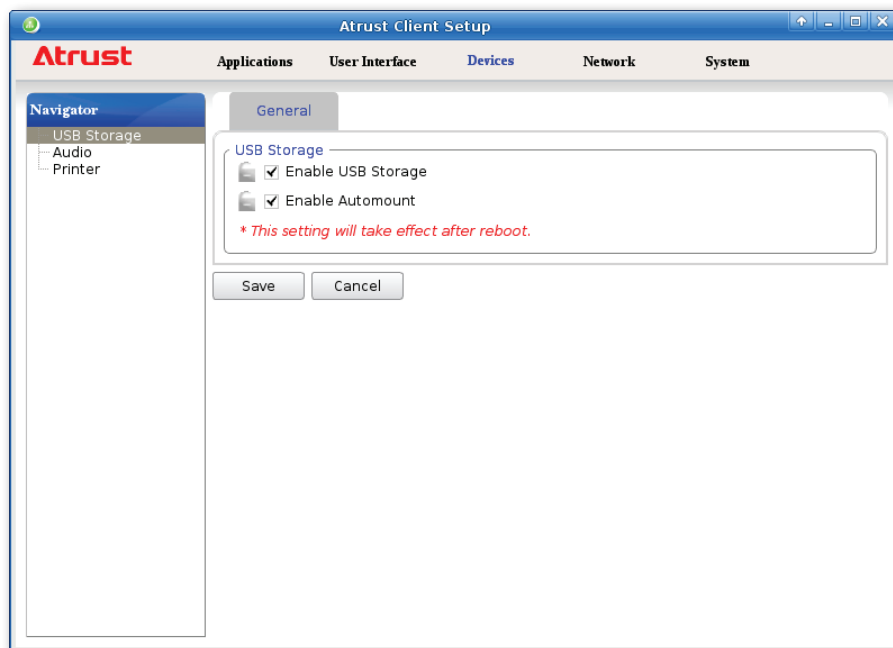 Atrust Client Setup
Atrust
Applications
User Interface
Devices
Network
System
Navigator
USB Storage
Audio
Printer
General
USB Storage
Enable USB Storage
Enable Automount
* This setting will take effect after reboot.
Save
Cancel